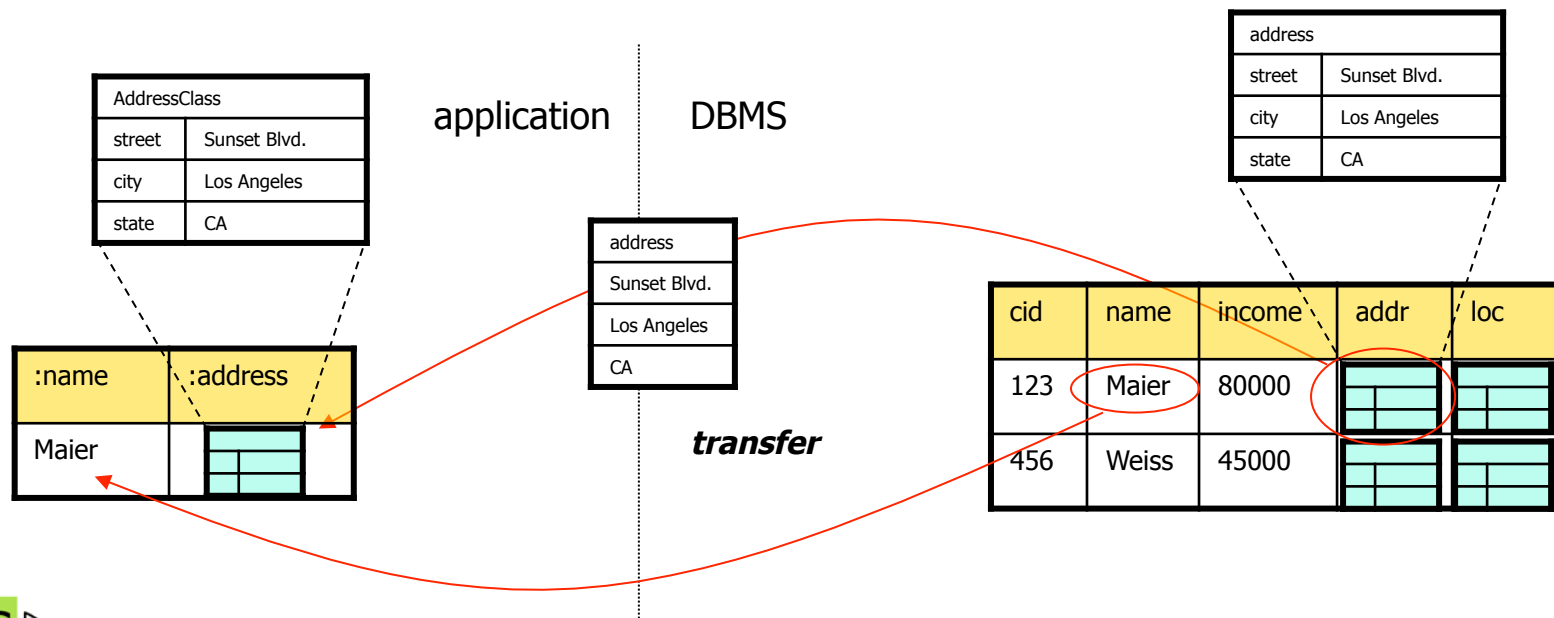 AddressClass
street Sunset Blvd.
city Los Angeles
state CA
application DBMS
address
street Sunset Blvd.
city Los Angeles
state CA
address
Sunset Blvd.
Los Angeles
CA
:name :address
Maier
transfer
cid name income addr loc
123 Maier 80000
456 Weiss 45000